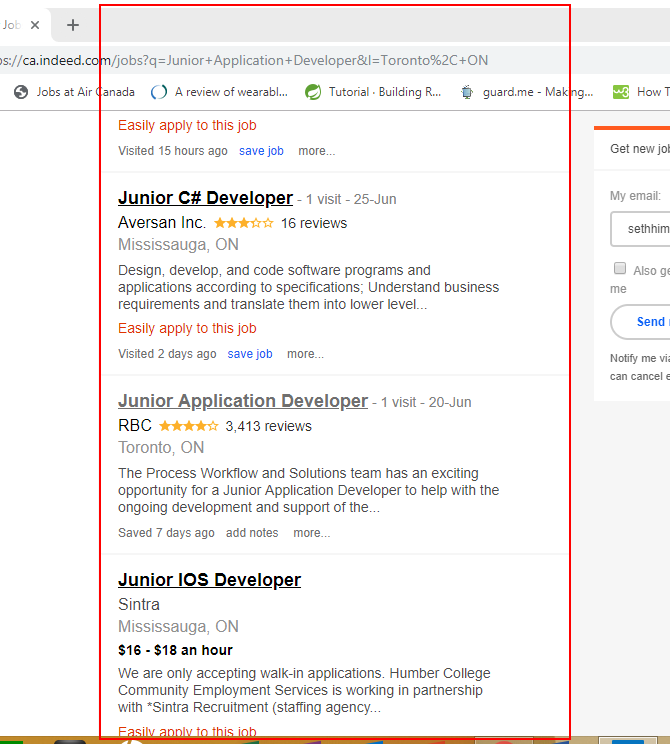 Job
s://ca.indeed.com/jobs?q=Junior+Application+Developer&l=Toronto%2C+ON
Jobs at Air Canada
A review of wearabl...
Tutorial · Building R...
guard.me - Making...
How T
Easily apply to this job
Visited 15 hours ago save job more...
Junior C# Developer - 1 visit - 25-Jun
Aversan Inc. 16 reviews
Mississauga, ON
Design, develop, and code software programs and
applications according to specifications; Understand business
requirements and translate them into lower level...
Easily apply to this job
Visited 2 days ago save job more...
Junior Application Developer - 1 visit - 20-Jun
RBC 3,413 reviews
Toronto, ON
The Process Workflow and Solutions team has an exciting
opportunity for a Junior Application Developer to help with the
ongoing development and support of the...
Saved 7 days ago add notes more...
Junior IOS Developer
Sintra
Mississauga, ON
$16 - $18 an hour
We are only accepting walk-in applications. Humber College
Community Employment Services is working in partnership
with *Sintra Recruitment (staffing agency...
Easily apply to this job
Get new job
My email:
sethhim
Also ge
me
Send
Notify me via
can cancel e